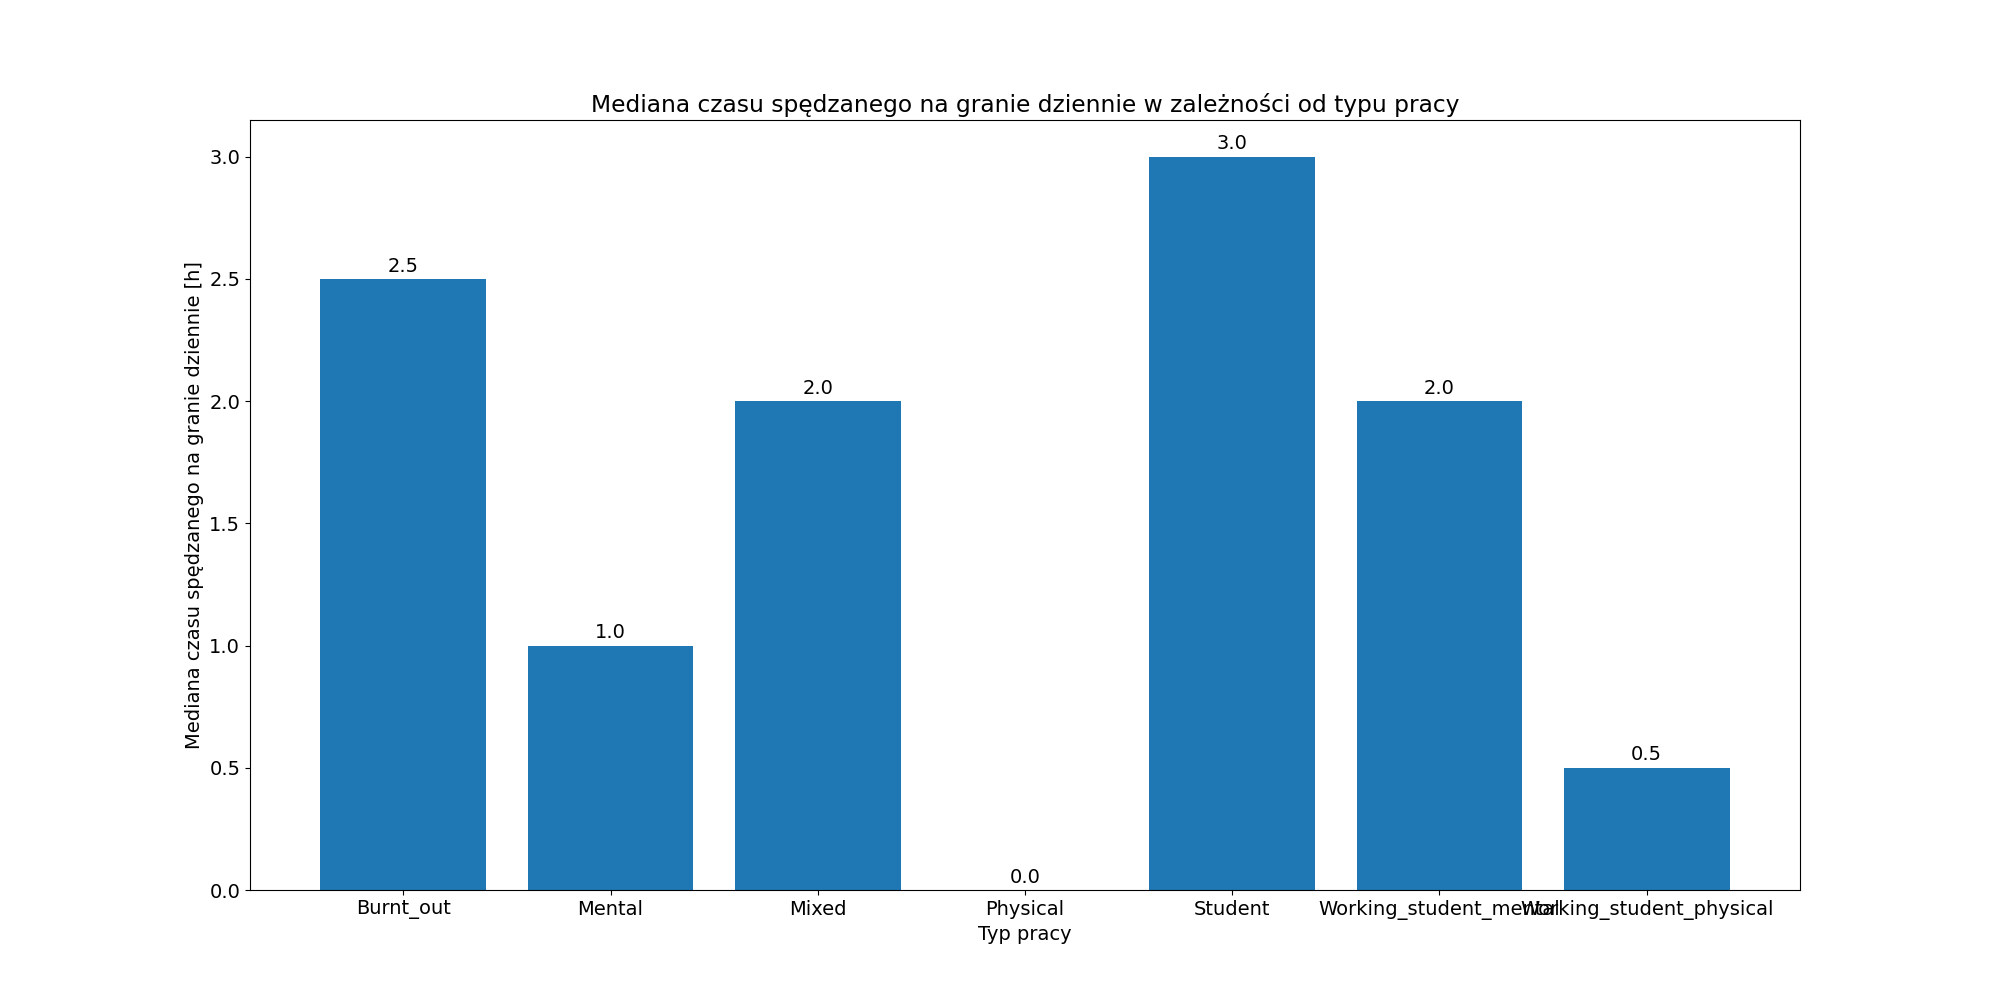 Mediana czasu spędzanego na granie dziennie w zależności od typu pracy
Mediana czasu spędzanego na granie dziennie [h]
3.0
2.5
2.0
1.5
1.0
0.5
0.0
2.5
1.0
2.0
0.0
3.0
2.0
0.5
Burnt_out
Mental
Mixed
Physical
Student
Working_student_mental
Working_student_physical
Typ pracy